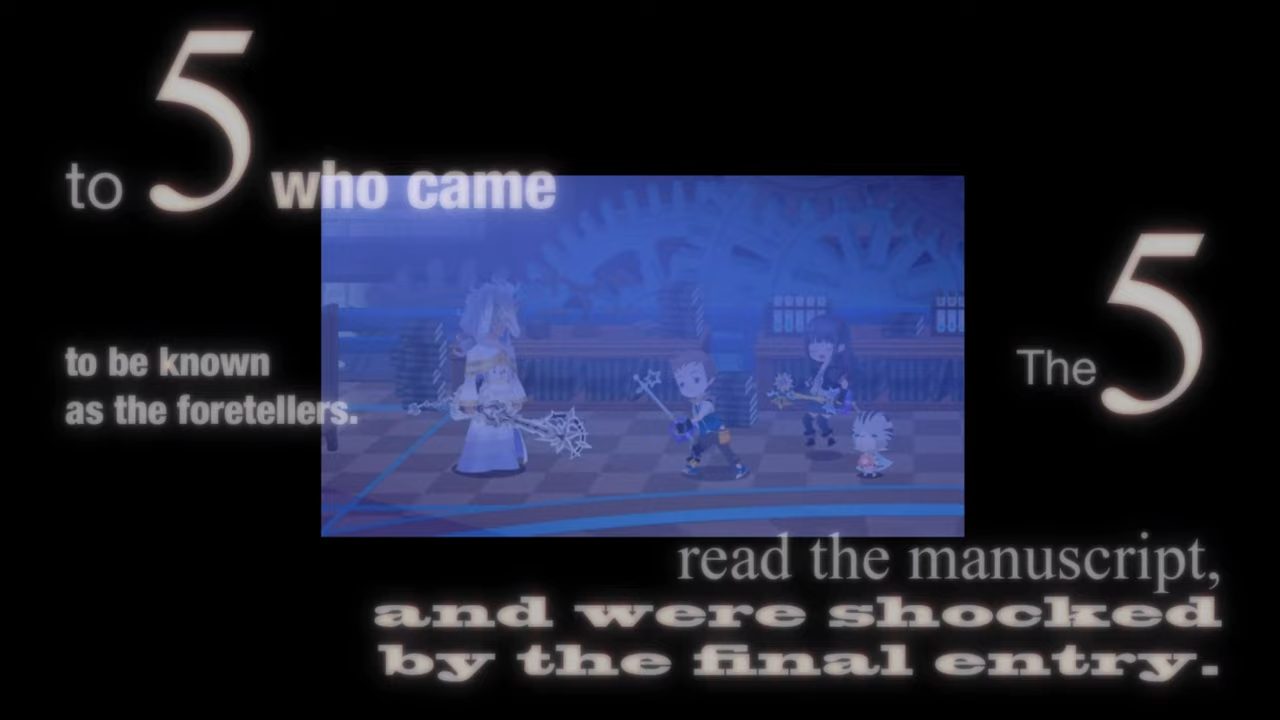 to 5 who came
to be known
as the foretellers.
The 5
read the manuscript,
and were shocked
by the final entry.